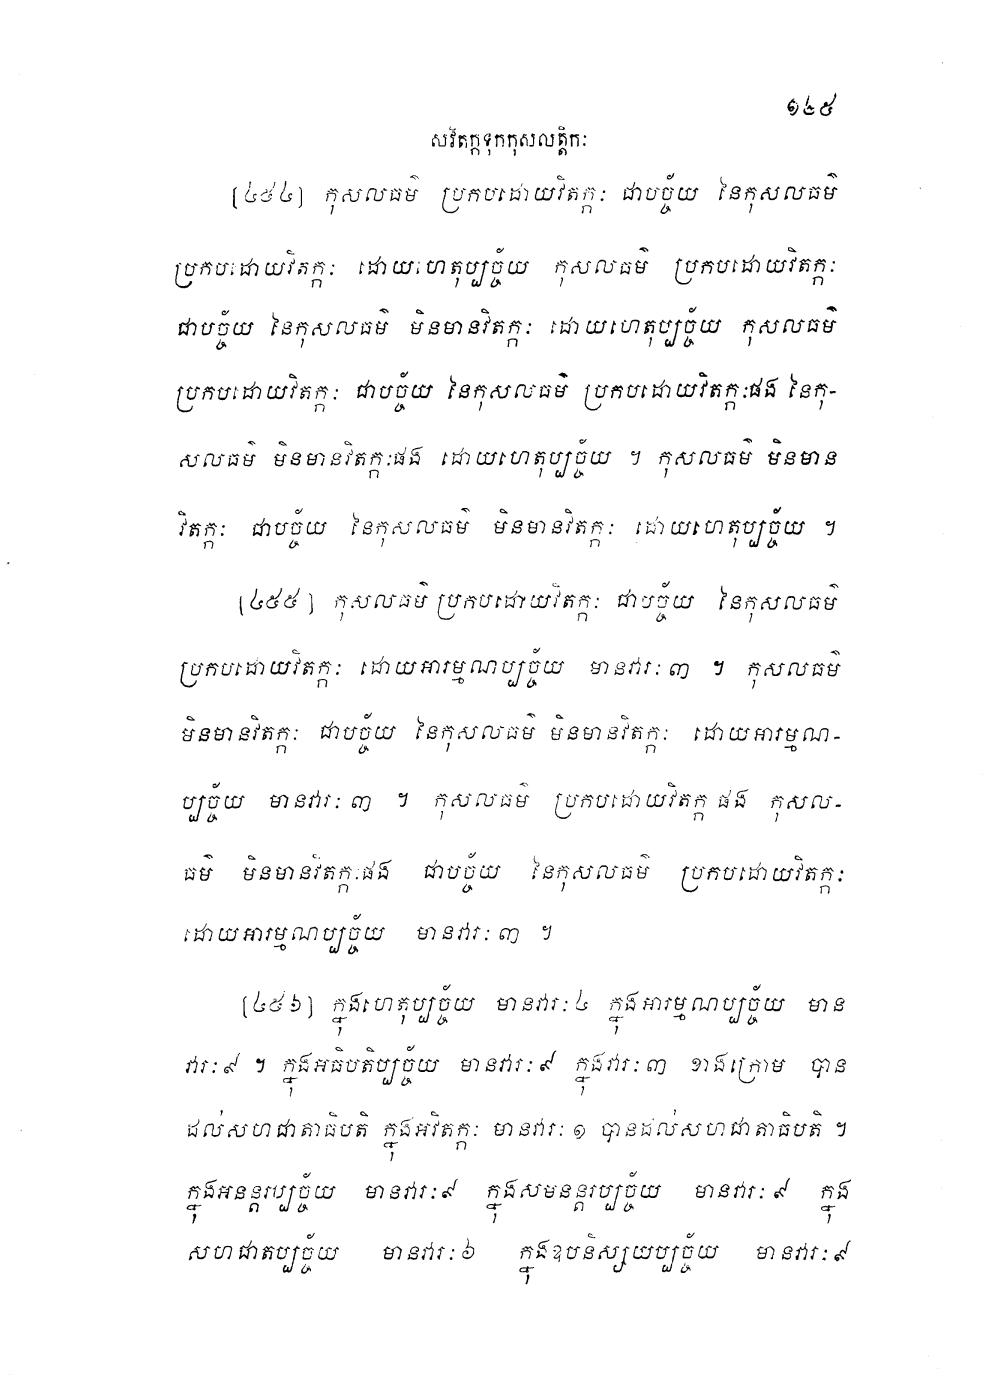 ១៤៥
សវិតក្កទុកកុសលត្តិកៈ
[៤៥៤] កុសលធម៌ ប្រកបដោយវិតក្កៈ ជាបច្ច័យ នៃកុសលធម៌
ប្រកបដោយវិតក្កៈ ដោយហេតុប្បច្ច័យ កុសលធម៌ ប្រកបដោយវិតក្កៈ
ជាបច្ច័យ នៃកុសលធម៌ មិនមានវិតក្កៈ ដោយហេតុប្បច្ច័យ កុសលធម៌
ប្រកបដោយវិតក្កៈ ជាបច្ច័យ នៃកុសលធម៌ ប្រកបដោយវិតក្កៈផង នៃកុ-
សលធម៌ មិនមានវិតក្កៈផង ដោយហេតុប្បច្ច័យ ។ កុសលធម៌ មិនមាន
វិតក្កៈ ជាបច្ច័យ នៃកុសលធម៌ មិនមានវិតក្កៈ ដោយហេតុប្បច្ច័យ ។
[៤៥៥] កុសលធម៌ ប្រកបដោយវិតក្កៈ ជាបច្ច័យ នៃកុសលធម៌
ប្រកបដោយវិតក្កៈ ដោយអារម្មណប្បច្ច័យ មានវារៈ ៣ ។ កុសលធម៌
មិនមានវិតក្កៈ ជាបច្ច័យ នៃកុសលធម៌ មិនមានវិតក្កៈ ដោយអារម្មណ-
ប្បច្ច័យ មានវារៈ ៣ ។ កុសលធម៌ ប្រកបដោយវិតក្ក ផង កុសល-
ធម៌ មិនមានវិតក្កៈផង ជាបច្ច័យ នៃកុសលធម៌ ប្រកបដោយវិតក្កៈ
ដោយអារម្មណប្បច្ច័យ មានវារៈ ៣ ។
[៤៥៦] ក្នុងហេតុប្បច្ច័យ មានវារៈ ៤ ក្នុងអារម្មណប្បច្ច័យ មាន
វារៈ ៩ ។ ក្នុងអធិបតិប្បច្ច័យ មានវារៈ ៩ ក្នុងវារៈ ៣ ខាងក្រោម បាន
ដល់សហជាតាធិបតិ ក្នុងអវិតក្កៈ មានវារៈ ១ បានដល់សហជាតាធិបតិ ។
ក្នុងអនន្តរប្បច្ច័យ មានវារៈ ៩ ក្នុងសមនន្តរប្បច្ច័យ មានវារៈ ៩ ក្នុង
សហជាតប្បច្ច័យ មានវារៈ ៦ ក្នុងឧបនិស្សយប្បច្ច័យ មានវារៈ ៩